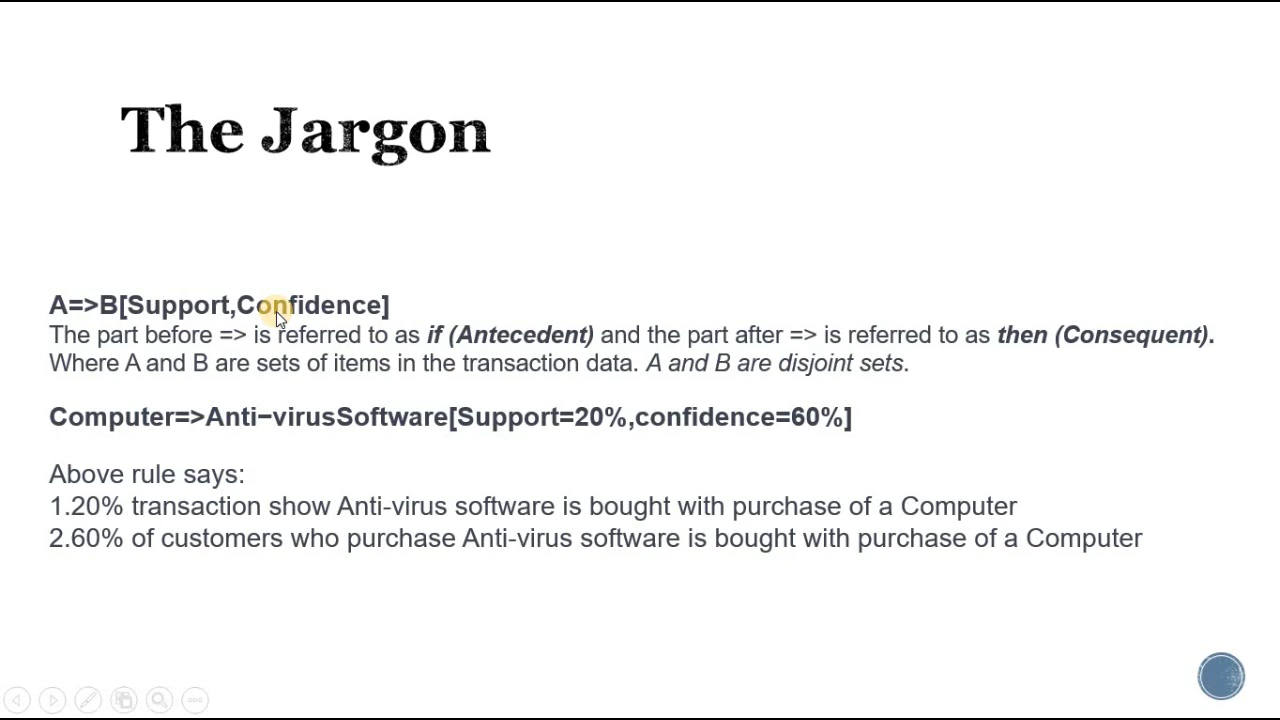 The Jargon
A=>B[Support,Confidence]
The part before => is referred to as if (Antecedent) and the part after => is referred to as then (Consequent).
Where A and B are sets of items in the transaction data. A and B are disjoint sets.
Computer=>Anti−virusSoftware[Support=20%,confidence=60%]
Above rule says:
1.20% transaction show Anti-virus software is bought with purchase of a Computer
2.60% of customers who purchase Anti-virus software is bought with purchase of a Computer